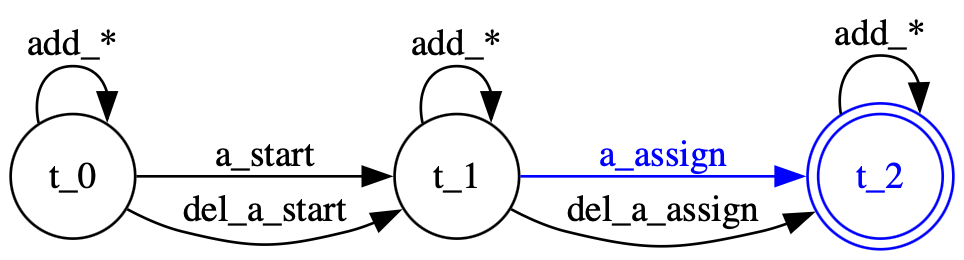 add_*
add_*
add_*
t_0
a_start
del_a_start
t_1
a_assign
del_a_assign
t_2